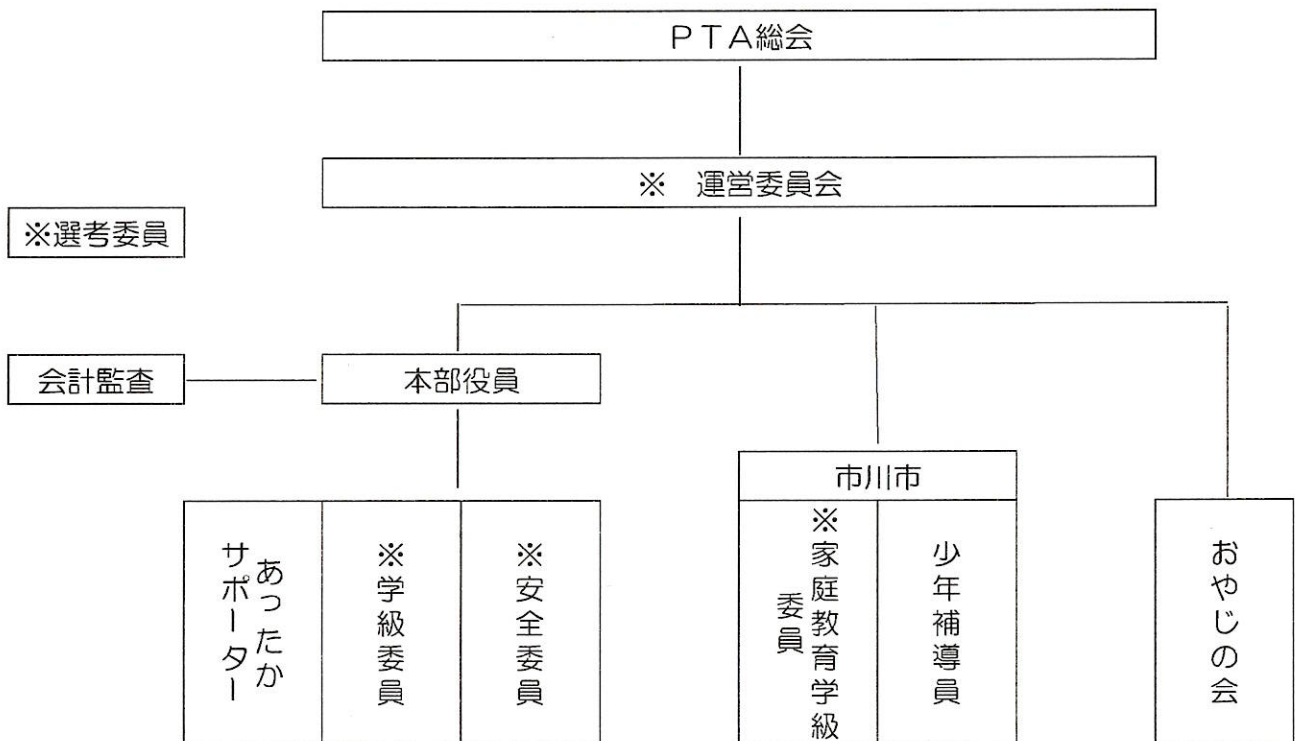 PTA総会
※ 運営委員会
※選考委員
会計監査
本部役員
市川市
あったか
サポーター
※学級委員
※安全委員
※家庭教育学級
委員
少年補導員
おやじの会